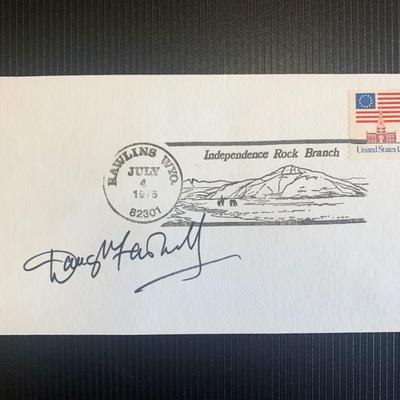 RAWLINS WYO.
JULY
4
1976
82301
Independence Rock Branch
United States